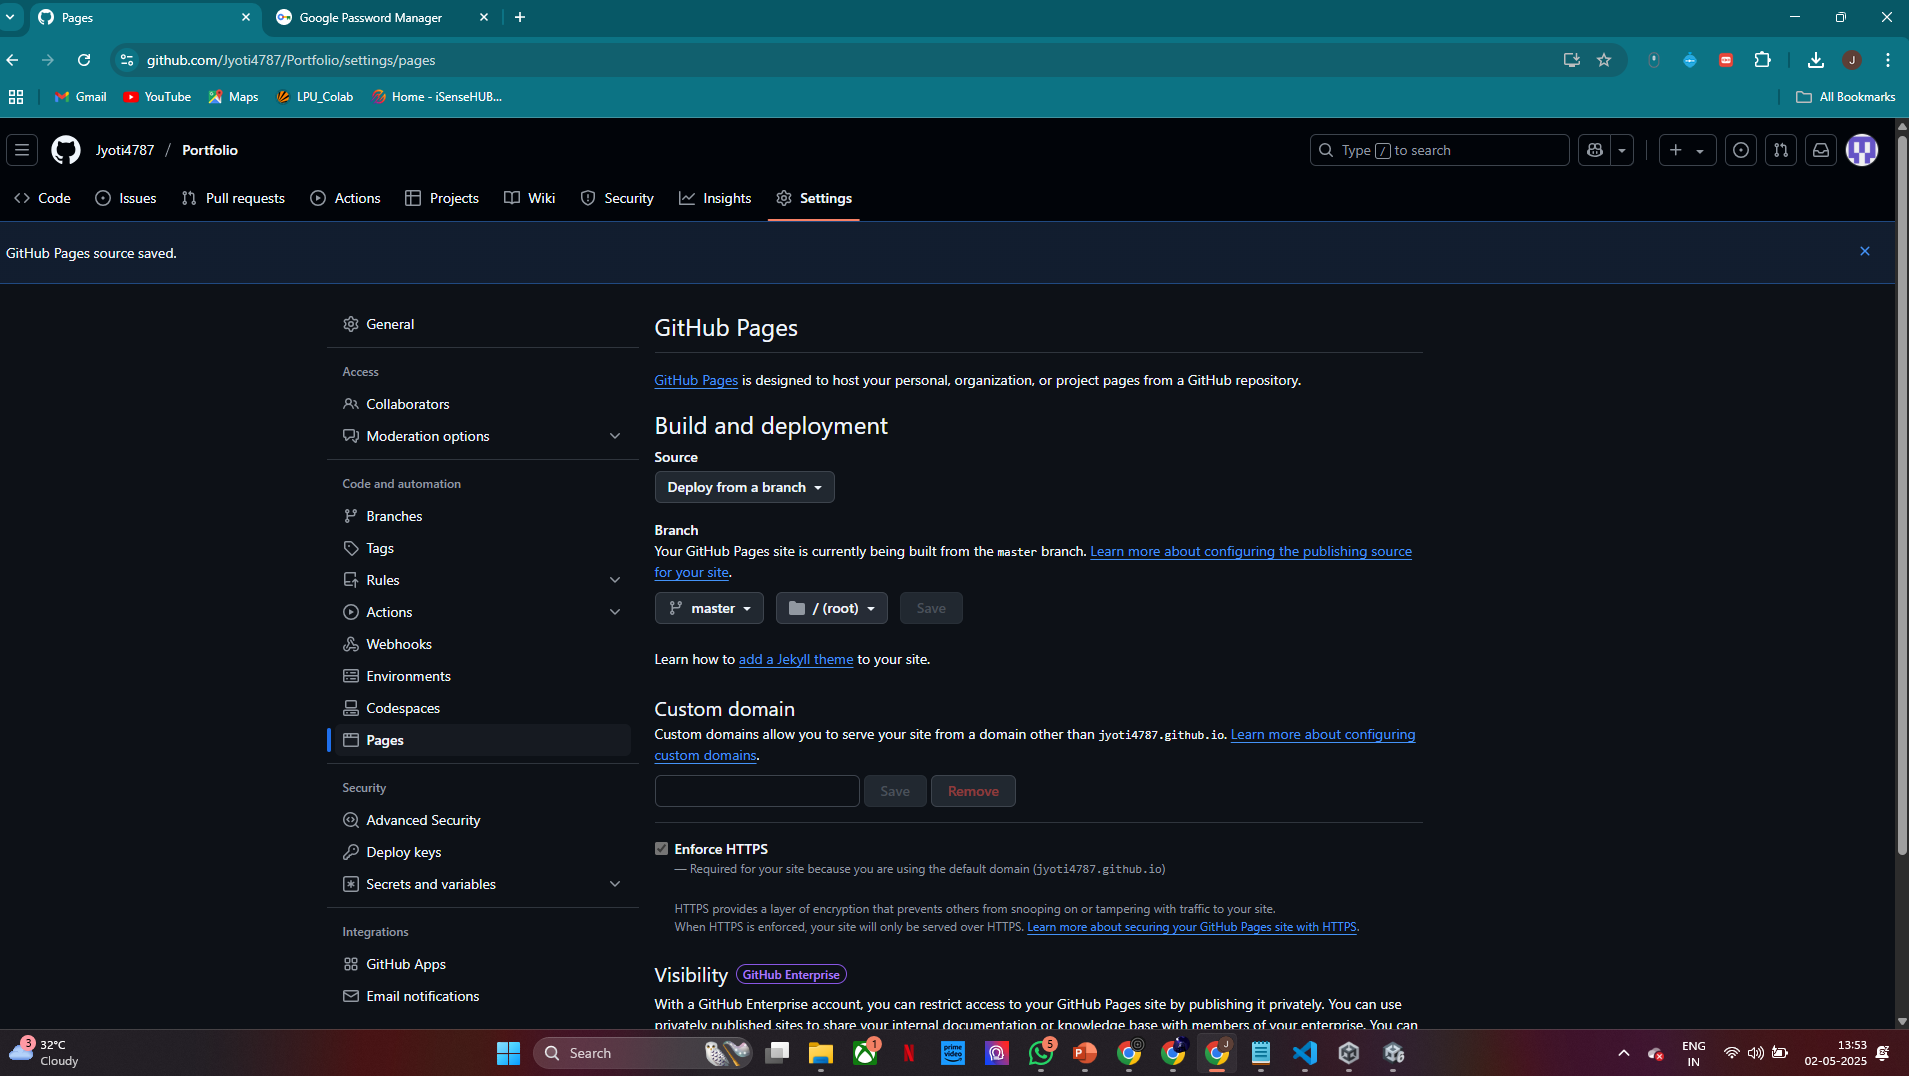 Pages
Google Password Manager
github.com/Jyoti4787/Portfolio/settings/pages
J
Gmail
YouTube
Maps
LPU_Colab
Home - iSenseHUB...
All Bookmarks
Jyoti4787 / Portfolio
Type / to search
Code
Issues
Pull requests
Actions
Projects
Wiki
Security
Insights
Settings
GitHub Pages source saved.
General
Access
Collaborators
Moderation options
Code and automation
Branches
Tags
Rules
Actions
Webhooks
Environments
Codespaces
Pages
Security
Advanced Security
Deploy keys
Secrets and variables
Integrations
GitHub Apps
Email notifications
GitHub Pages
GitHub Pages is designed to host your personal, organization, or project pages from a GitHub repository.
Build and deployment
Source
Deploy from a branch
Branch
Your GitHub Pages site is currently being built from the master branch. Learn more about configuring the publishing source
for your site.
master
/ (root)
Save
Learn how to add a Jekyll theme to your site.
Custom domain
Custom domains allow you to serve your site from a domain other than jyoti4787.github.io. Learn more about configuring
custom domains.
Save
Remove
Enforce HTTPS
— Required for your site because you are using the default domain (jyoti4787.github.io)
HTTPS provides a layer of encryption that prevents others from snooping on or tampering with traffic to your site.
When HTTPS is enforced, your site will only be served over HTTPS. Learn more about securing your GitHub Pages site with HTTPS.
Visibility
GitHub Enterprise
With a GitHub Enterprise account, you can restrict access to your GitHub Pages site by publishing it privately. You can use
privately published sites to share your internal documentation or knowledge base with members of your enterprise. You can
3
32°C
Cloudy
Search
1
N
prime video
5
P
J
ENG
IN
13:53
02-05-2025